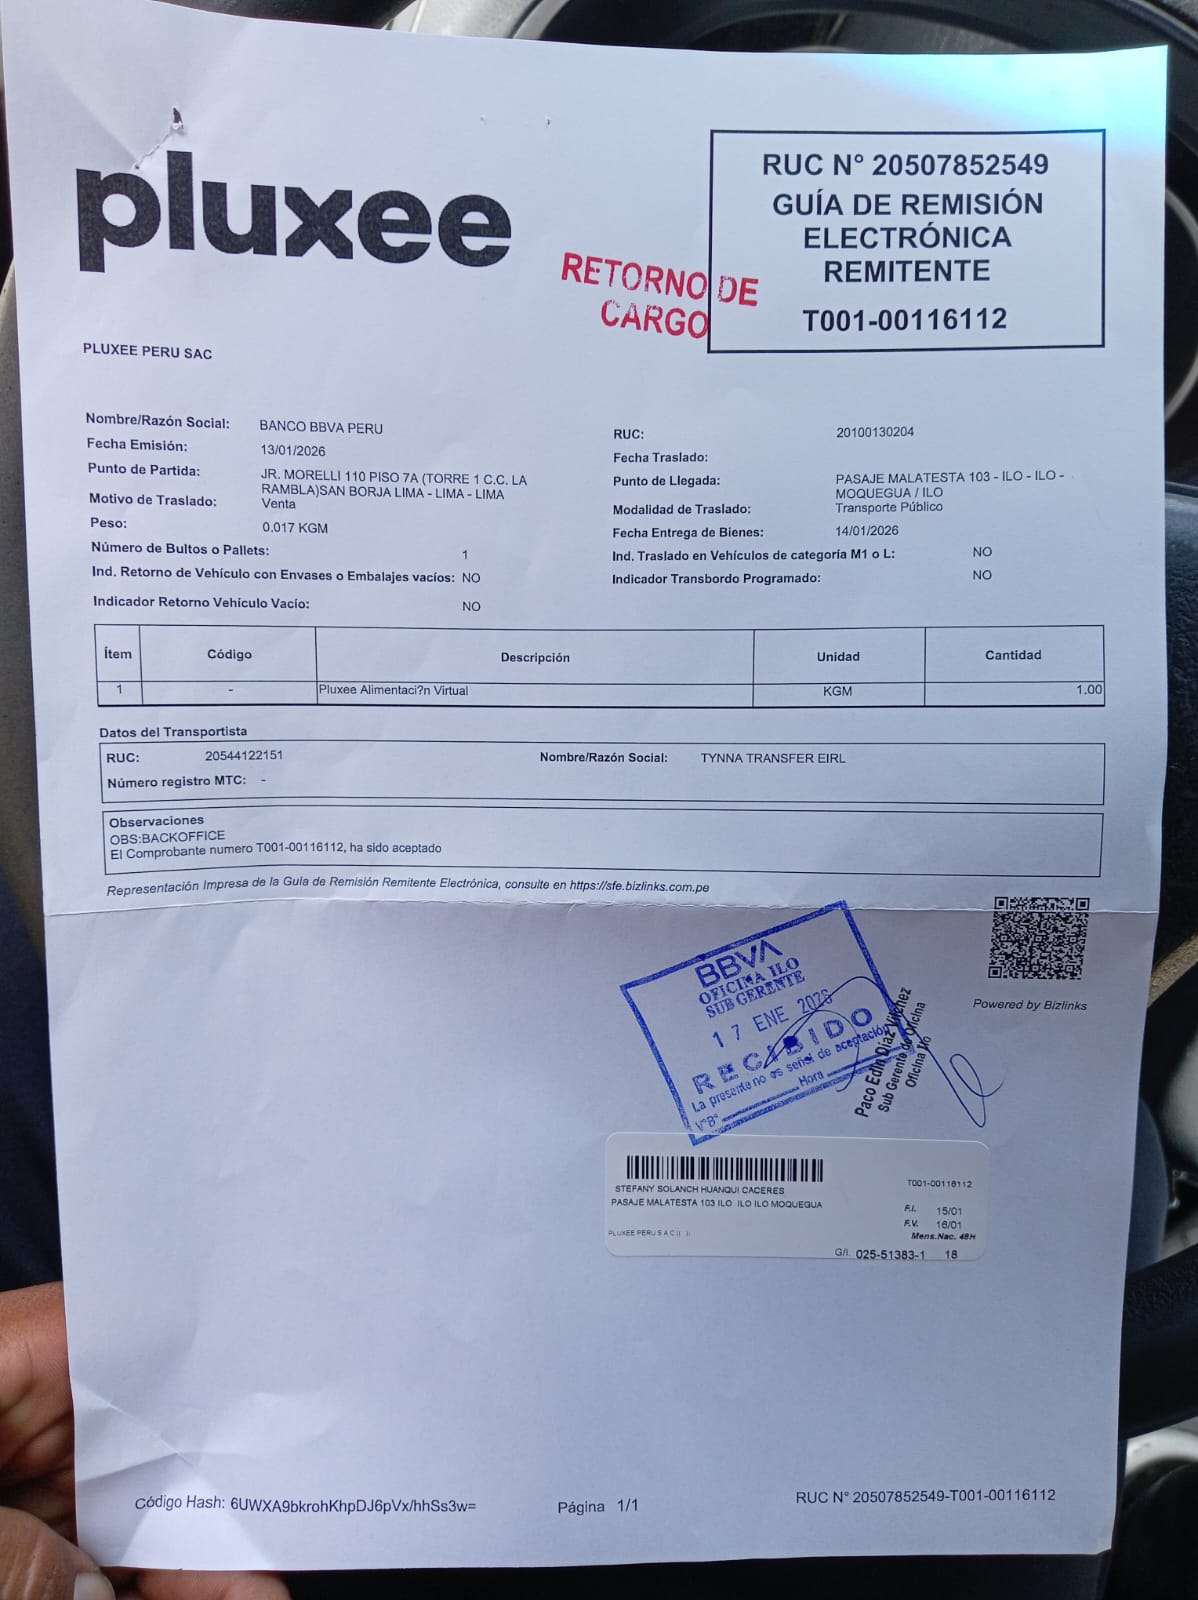 pluxee
RUC N° 20507852549
GUÍA DE REMISIÓN
ELECTRÓNICA
REMITENTE
T001-00116112
RETORNO DE
CARGO
PLUXEE PERU SAC
Nombre/Razón Social: BANCO BBVA PERU
Fecha Emisión: 13/01/2026
Punto de Partida: JR. MORELLI 110 PISO 7A (TORRE 1 C.C. LA
RAMBLA)SAN BORJA LIMA - LIMA - LIMA
Motivo de Traslado: Venta
Peso: 0.017 KGM
Número de Bultos o Pallets: 1
Ind. Retorno de Vehículo con Envases o Embalajes vacíos: NO
Indicador Retorno Vehículo Vacío: NO
RUC: 20100130204
Fecha Traslado:
Punto de Llegada: PASAJE MALATESTA 103 - ILO - ILO -
MOQUEGUA / ILO
Modalidad de Traslado: Transporte Público
Fecha Entrega de Bienes: 14/01/2026
Ind. Traslado en Vehículos de categoría M1 o L: NO
Indicador Transbordo Programado: NO
Ítem Código Descripción Unidad Cantidad
1 - Pluxee Alimentaci?n Virtual KGM 1.00
Datos del Transportista
RUC: 20544122151 Nombre/Razón Social: TYNNA TRANSFER EIRL
Número registro MTC: -
Observaciones
OBS:BACKOFFICE
El Comprobante numero T001-00116112, ha sido aceptado
Representación Impresa de la Guía de Remisión Remitente Electrónica, consulte en https://sfe.bizlinks.com.pe
Powered by Bizlinks
BBVA
OFICINA ILO
SUB GERENTE
17 ENE 2026
RECIBIDO
La presente no es señal de aceptación
V°B° Hora
Paco Edin Díaz Vilchez
Sub Gerente de Oficina
Oficina Ilo
STEFANY SOLANCH HUANQUI CACERES
PASAJE MALATESTA 103 ILO ILO ILO MOQUEGUA
PLUXEE PERU S A C
T001-00116112
F.I. 15/01
F.V. 16/01
Mens.Nac. 48H
G/I. 025-51383-1 18
Código Hash: 6UWXA9bkrohKhpDJ6pVx/hhSs3w=
Página 1/1
RUC N° 20507852549-T001-00116112